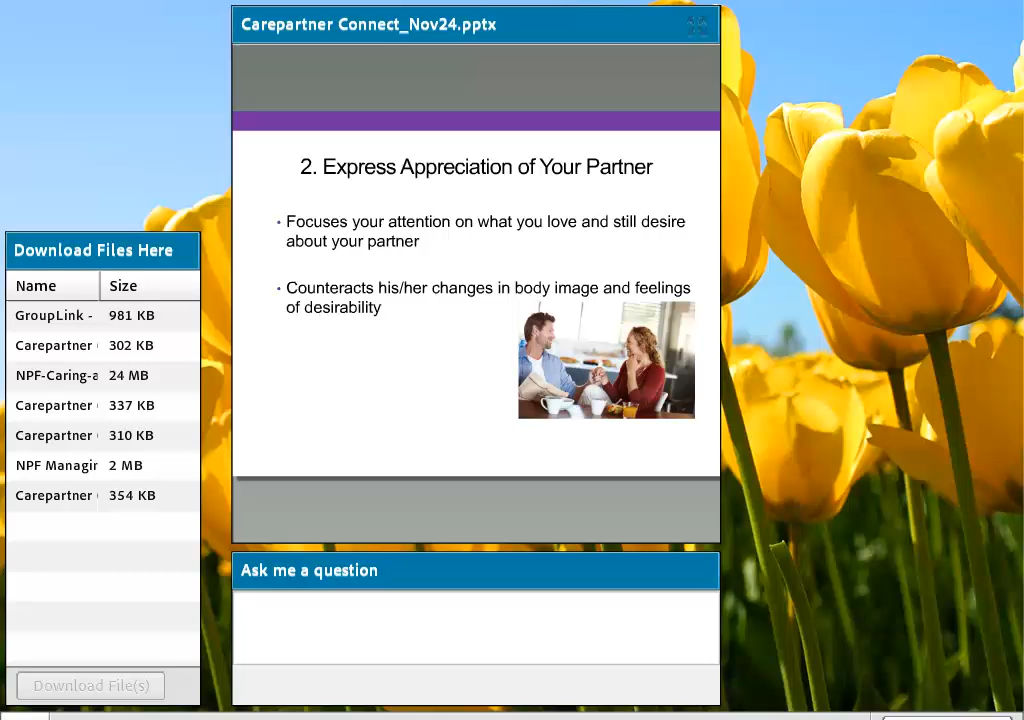 Carepartner Connect_Nov24.pptx
2. Express Appreciation of Your Partner
• Focuses your attention on what you love and still desire
about your partner
• Counteracts his/her changes in body image and feelings
of desirability
Download Files Here
Name Size
GroupLink - 981 KB
Carepartner 302 KB
NPF-Caring-a 24 MB
Carepartner 337 KB
Carepartner 310 KB
NPF Managin 2 MB
Carepartner 354 KB
Download File(s)
Ask me a question